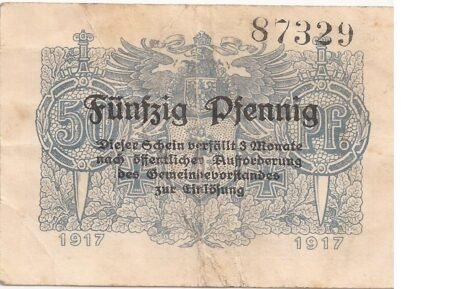 87329
50 Pf.
Fünfzig Pfennig
Dieser Schein verfällt 3 Monate
nach öffentlicher Aufforderung
des Gemeindevorstandes
zur Einlösung
1917 1917